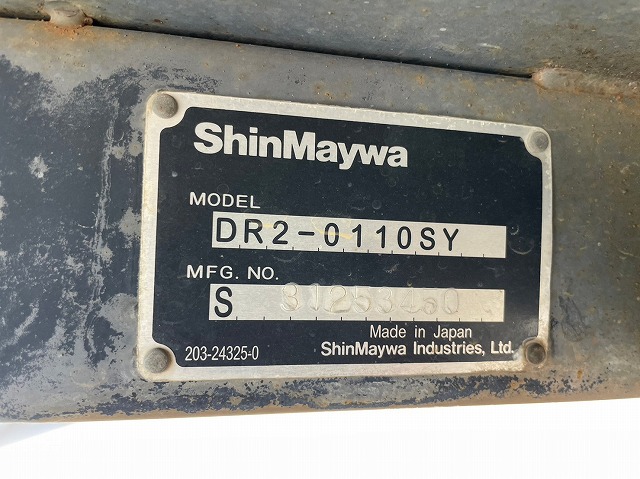 ShinMaywa
MODEL
DR2-0110SY
MFG. NO.
S
Made in Japan
203-24325-0
ShinMaywa Industries, Ltd.